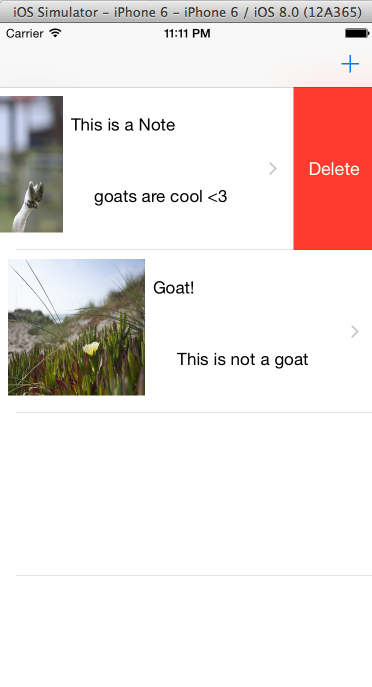 iOS Simulator - iPhone 6 - iPhone 6 / iOS 8.0 (12A365)
Carrier 11:11 PM
+
This is a Note
goats are cool <3
Delete
Goat!
This is not a goat